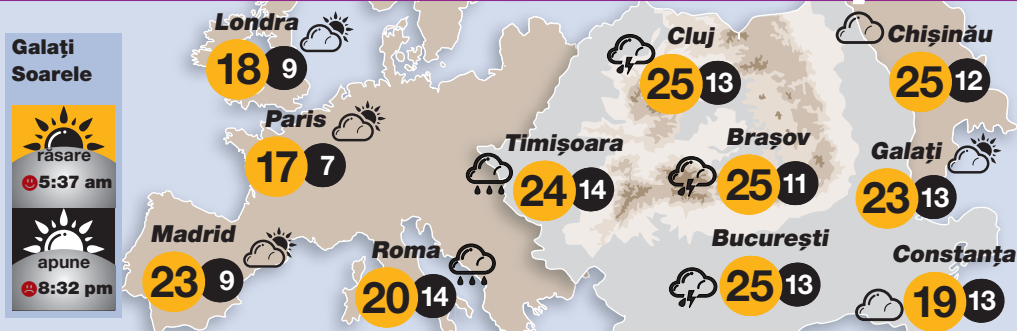 Galați
Soarele
răsare
5:37 am
apune
8:32 pm
Londra
18 9
Paris
17 7
Madrid
23 9
Roma
20 14
Timișoara
24 14
Cluj
25 13
Brașov
25 11
București
25 13
Chișinău
25 12
Galați
23 13
Constanța
19 13